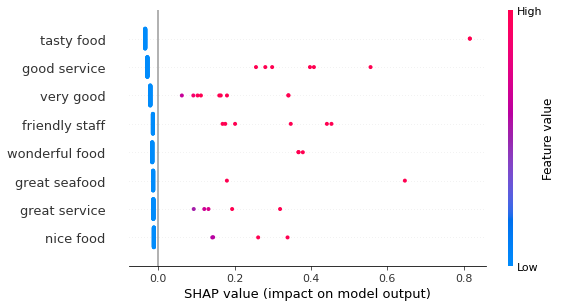 High
tasty food
good service
very good
friendly staff
wonderful food
great seafood
great service
nice food
Feature value
Low
0.0 0.2 0.4 0.6 0.8
SHAP value (impact on model output)